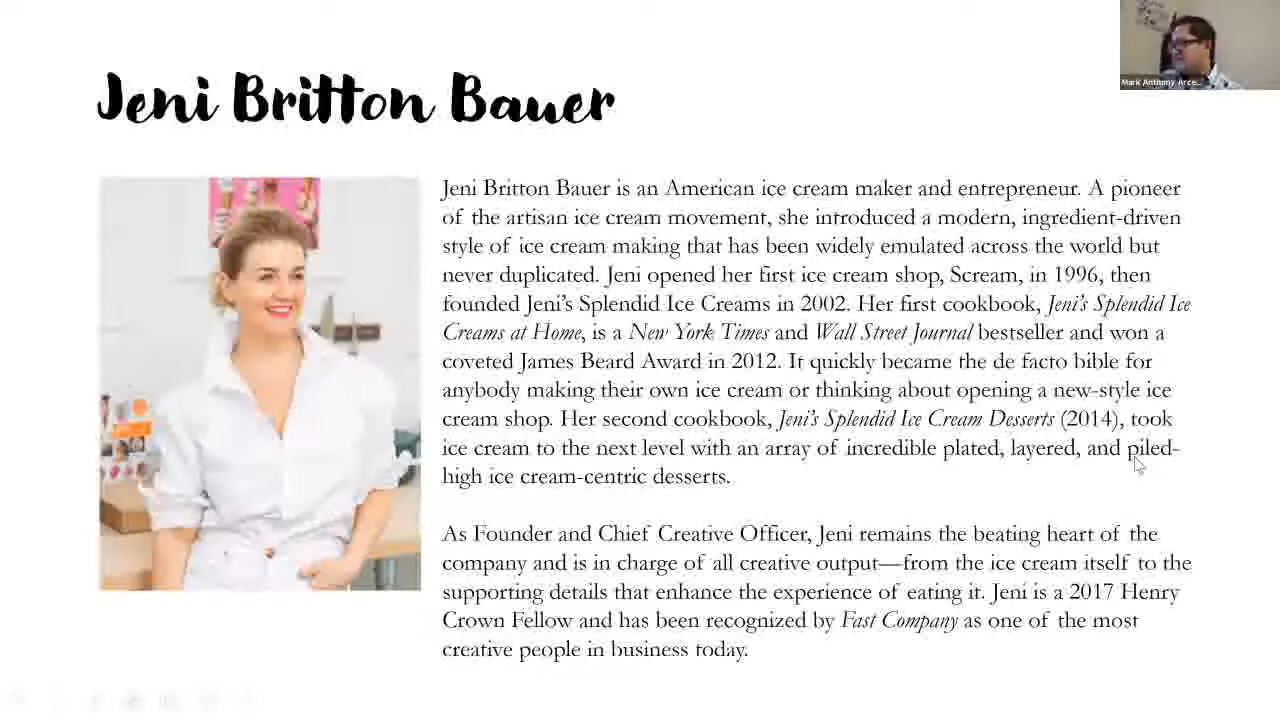 Jeni Britton Bauer
Mark Anthony Arce...
Jeni Britton Bauer is an American ice cream maker and entrepreneur. A pioneer
of the artisan ice cream movement, she introduced a modern, ingredient-driven
style of ice cream making that has been widely emulated across the world but
never duplicated. Jeni opened her first ice cream shop, Scream, in 1996, then
founded Jeni’s Splendid Ice Creams in 2002. Her first cookbook, Jeni’s Splendid Ice
Creams at Home, is a New York Times and Wall Street Journal bestseller and won a
coveted James Beard Award in 2012. It quickly became the de facto bible for
anybody making their own ice cream or thinking about opening a new-style ice
cream shop. Her second cookbook, Jeni’s Splendid Ice Cream Desserts (2014), took
ice cream to the next level with an array of incredible plated, layered, and piled-
high ice cream-centric desserts.
As Founder and Chief Creative Officer, Jeni remains the beating heart of the
company and is in charge of all creative output—from the ice cream itself to the
supporting details that enhance the experience of eating it. Jeni is a 2017 Henry
Crown Fellow and has been recognized by Fast Company as one of the most
creative people in business today.